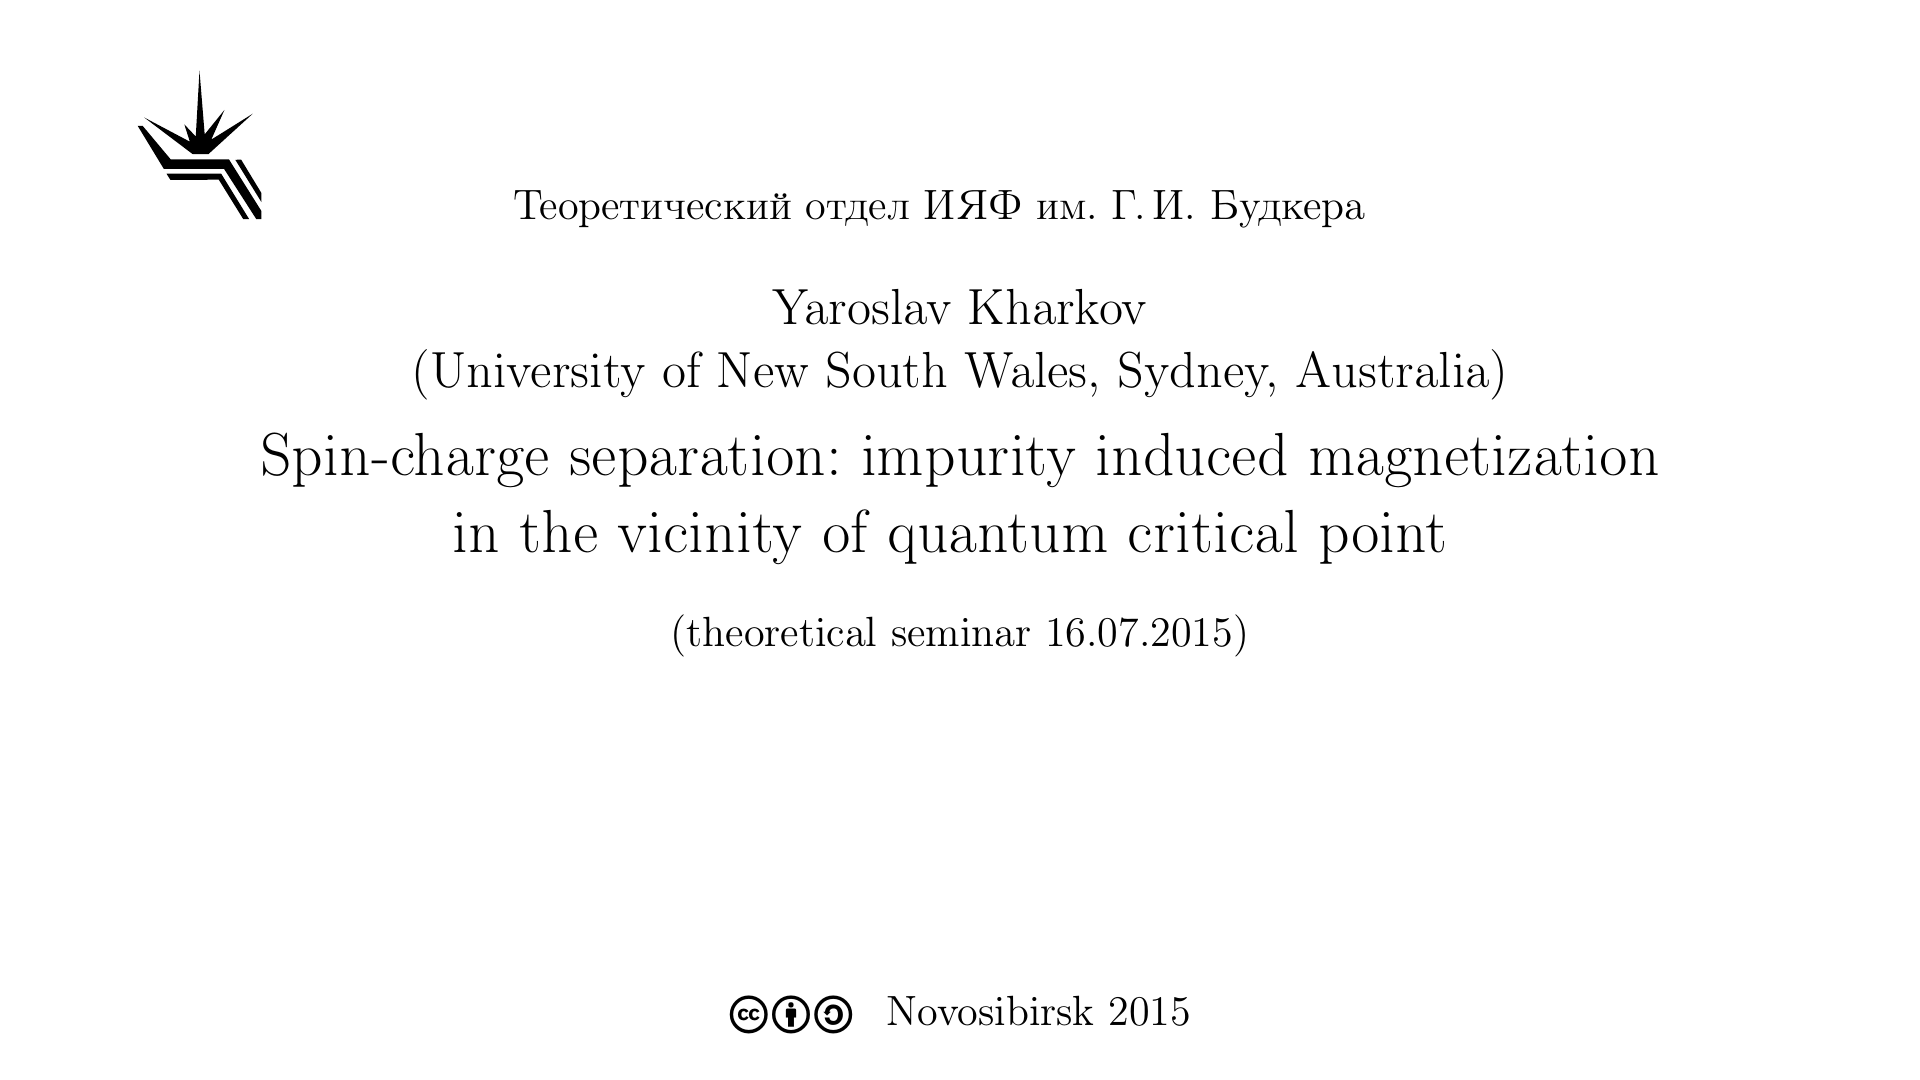 Теоретический отдел ИЯФ им. Г. И. Будкера
Yaroslav Kharkov
(University of New South Wales, Sydney, Australia)
Spin-charge separation: impurity induced magnetization
in the vicinity of quantum critical point
(theoretical seminar 16.07.2015)
cc Novosibirsk 2015